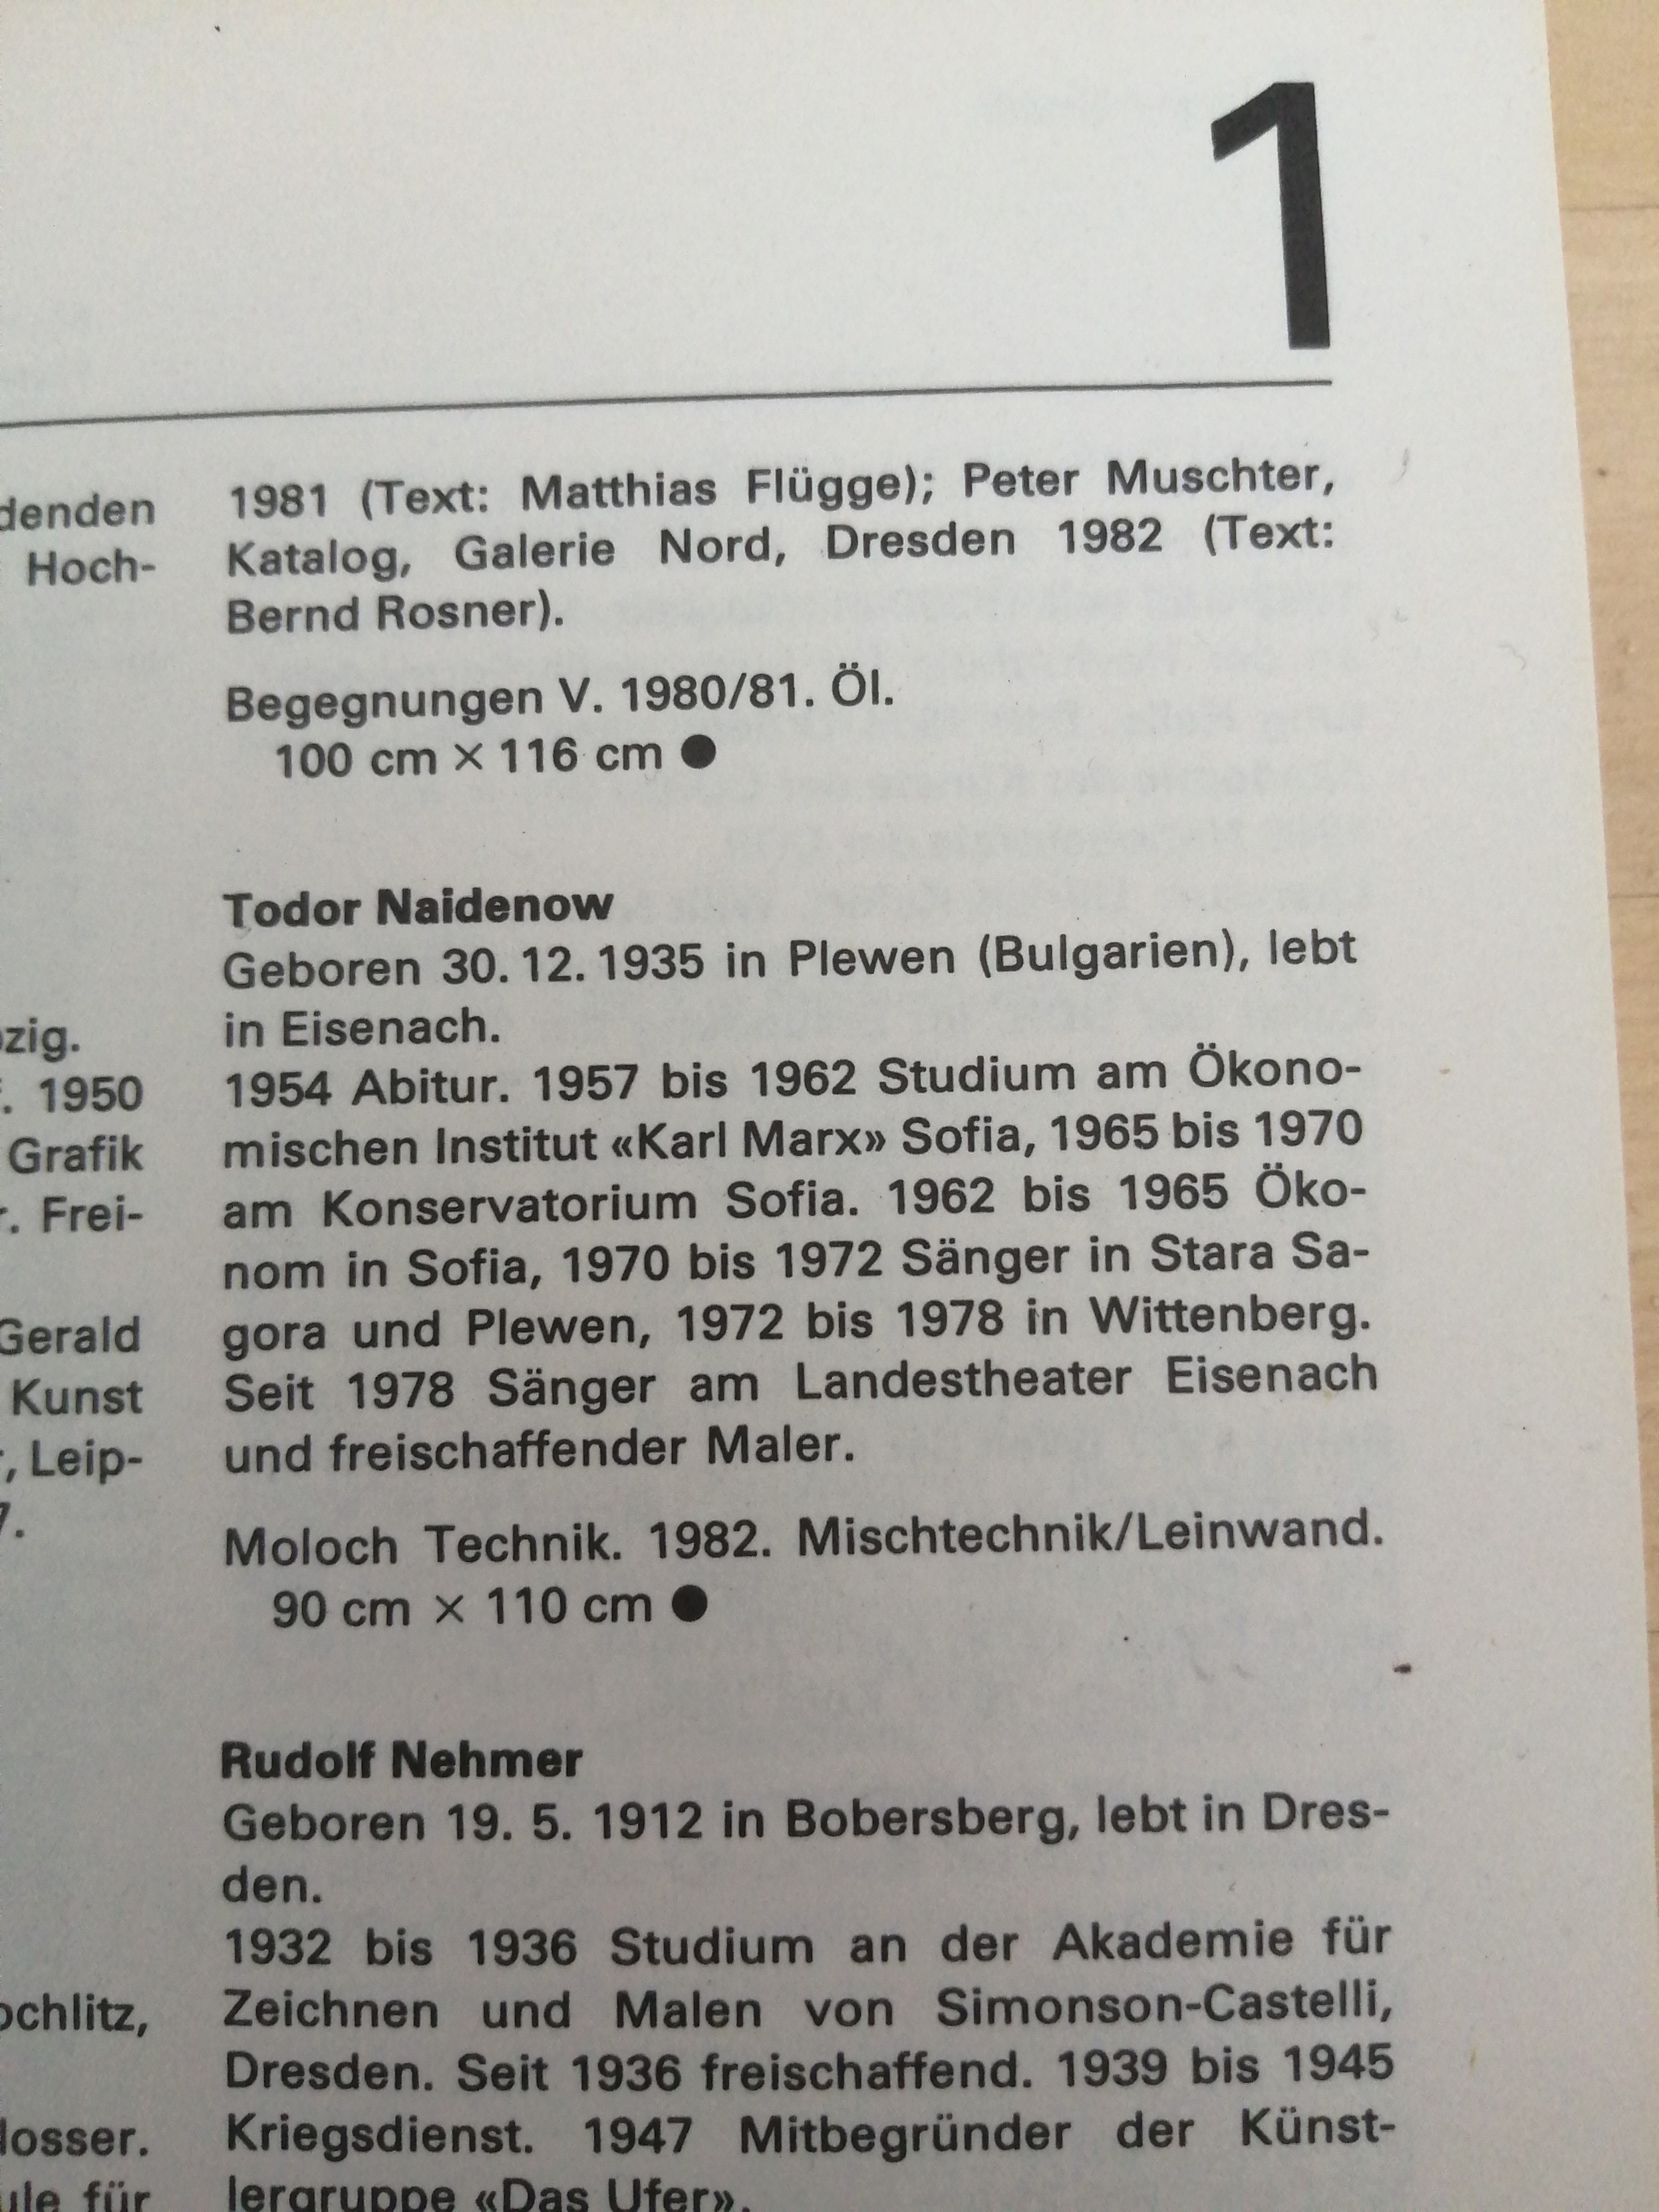 1
denden
Hoch-
zig.
. 1950
Grafik
. Frei-
Gerald
Kunst
, Leip-
7.
ochlitz,
losser.
ule für
1981 (Text: Matthias Flügge); Peter Muschter,
Katalog, Galerie Nord, Dresden 1982 (Text:
Bernd Rosner).
Begegnungen V. 1980/81. Öl.
100 cm × 116 cm ●
Todor Naidenow
Geboren 30. 12. 1935 in Plewen (Bulgarien), lebt
in Eisenach.
1954 Abitur. 1957 bis 1962 Studium am Ökono-
mischen Institut «Karl Marx» Sofia, 1965 bis 1970
am Konservatorium Sofia. 1962 bis 1965 Öko-
nom in Sofia, 1970 bis 1972 Sänger in Stara Sa-
gora und Plewen, 1972 bis 1978 in Wittenberg.
Seit 1978 Sänger am Landestheater Eisenach
und freischaffender Maler.
Moloch Technik. 1982. Mischtechnik/Leinwand.
90 cm × 110 cm ●
Rudolf Nehmer
Geboren 19. 5. 1912 in Bobersberg, lebt in Dres-
den.
1932 bis 1936 Studium an der Akademie für
Zeichnen und Malen von Simonson-Castelli,
Dresden. Seit 1936 freischaffend. 1939 bis 1945
Kriegsdienst. 1947 Mitbegründer der Künst-
lergruppe «Das Ufer».